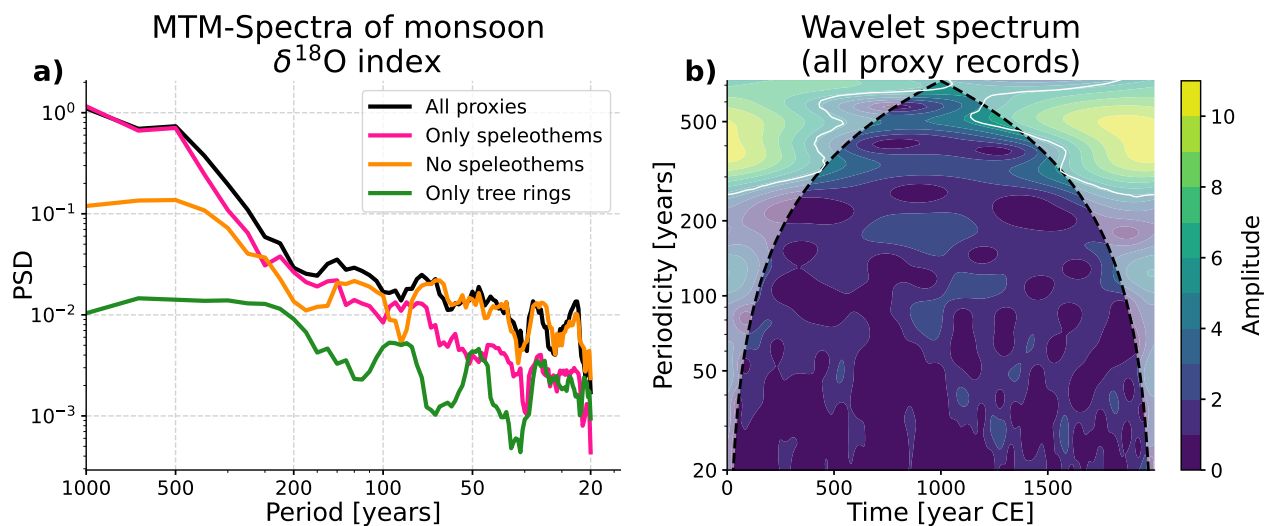 MTM-Spectra of monsoon
δ¹⁸O index
a)
PSD
10⁰
10⁻¹
10⁻²
10⁻³
All proxies
Only speleothems
No speleothems
Only tree rings
1000 500 200 100 50 20
Period [years]
Wavelet spectrum
(all proxy records)
b)
Periodicity [years]
500
200
100
50
20
0 500 1000 1500
Time [year CE]
10
8
6
4
2
0
Amplitude